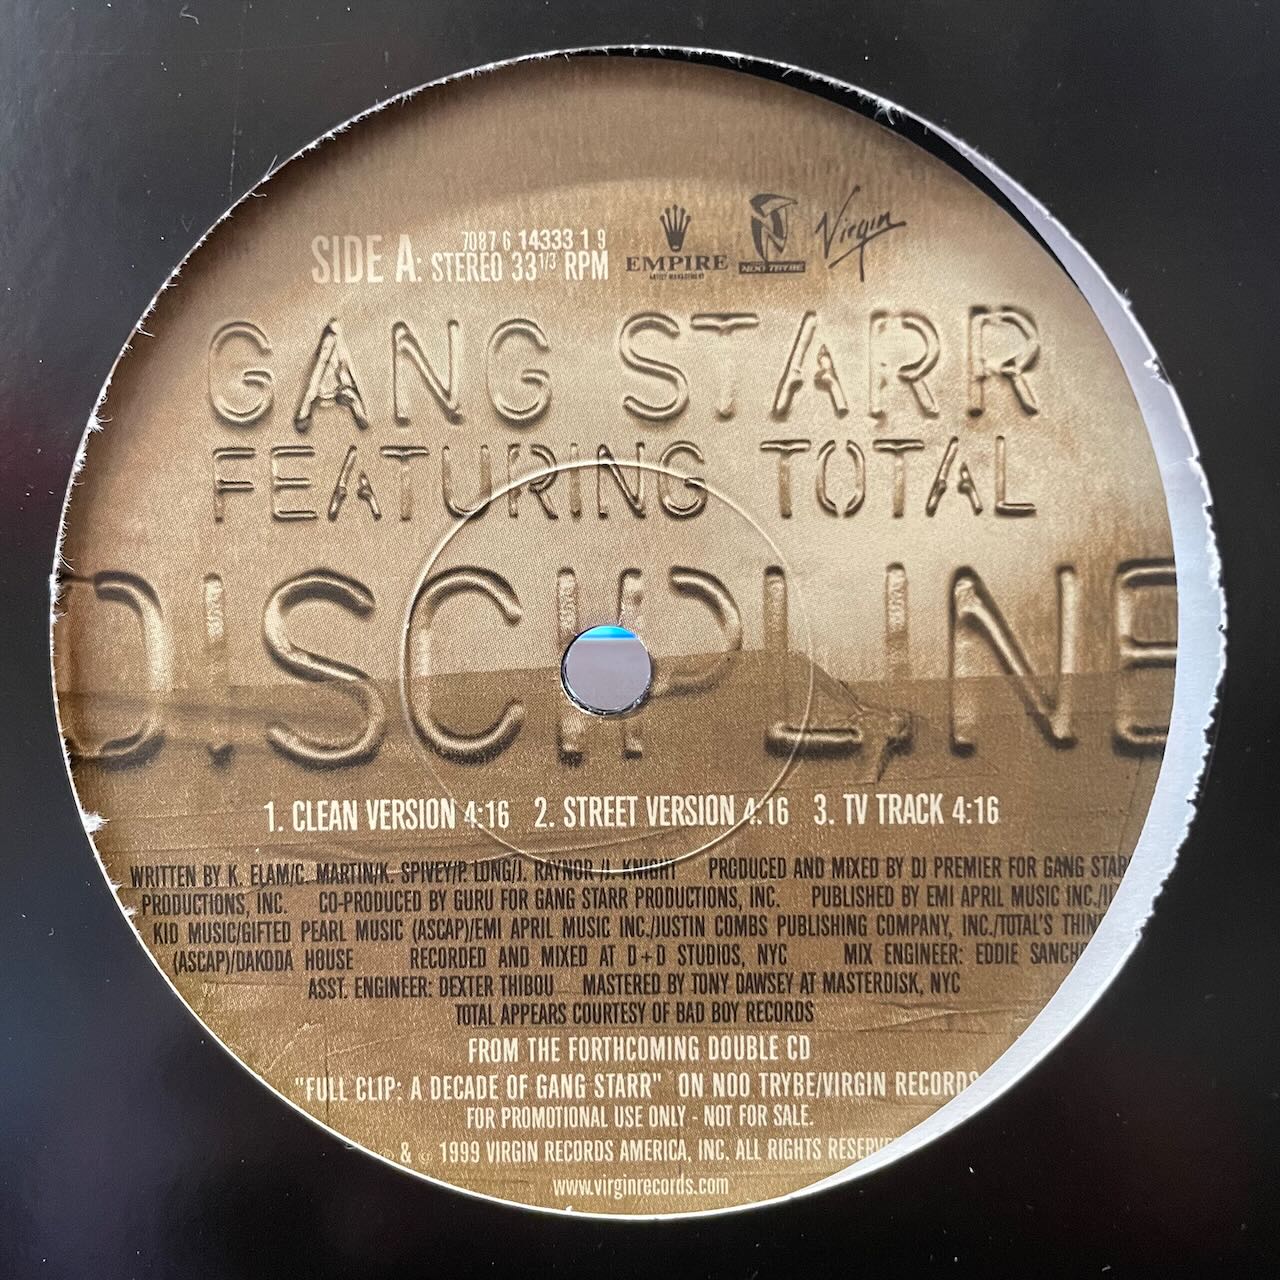 7087 6 14333 1 9
SIDE A: STEREO 33 1/3 RPM
EMPIRE
ARTIST MANAGEMENT
NOO TRYBE
Virgin
GANG STARR
FEATURING TOTAL
DISCIPLINE
1. CLEAN VERSION 4:16 2. STREET VERSION 4:16 3. TV TRACK 4:16
WRITTEN BY K. ELAM/C. MARTIN/K. SPIVEY/P. LONG/J. RAYNOR /J. KNIGHT PRODUCED AND MIXED BY DJ PREMIER FOR GANG STAR
PRODUCTIONS, INC. CO-PRODUCED BY GURU FOR GANG STARR PRODUCTIONS, INC. PUBLISHED BY EMI APRIL MUSIC INC./
KID MUSIC/GIFTED PEARL MUSIC (ASCAP)/EMI APRIL MUSIC INC./JUSTIN COMBS PUBLISHING COMPANY, INC./TOTAL'S THIN
(ASCAP)/DAKODA HOUSE RECORDED AND MIXED AT D+D STUDIOS, NYC MIX ENGINEER: EDDIE SANCHO
ASST. ENGINEER: DEXTER THIBOU MASTERED BY TONY DAWSEY AT MASTERDISK, NYC
TOTAL APPEARS COURTESY OF BAD BOY RECORDS
FROM THE FORTHCOMING DOUBLE CD
"FULL CLIP: A DECADE OF GANG STARR" ON NOO TRYBE/VIRGIN RECORDS
FOR PROMOTIONAL USE ONLY - NOT FOR SALE.
℗ & © 1999 VIRGIN RECORDS AMERICA, INC. ALL RIGHTS RESERVE
www.virginrecords.com